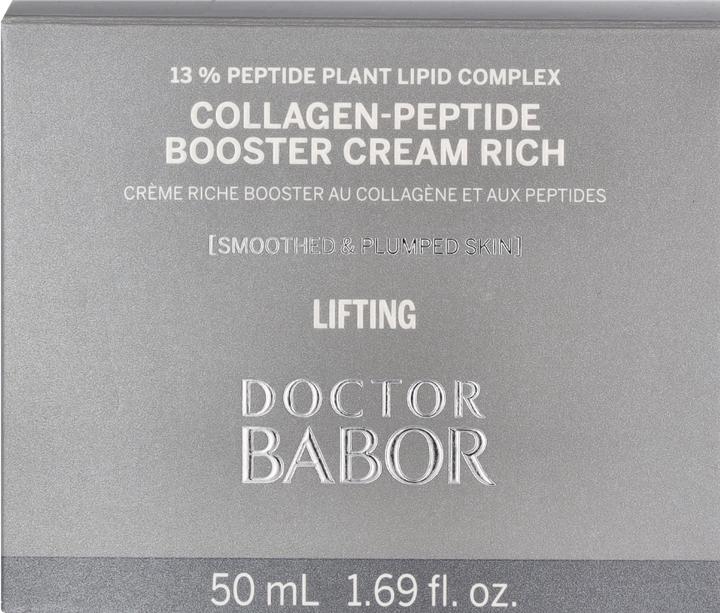 13 % PEPTIDE PLANT LIPID COMPLEX
COLLAGEN-PEPTIDE
BOOSTER CREAM RICH
CRÈME RICHE BOOSTER AU COLLAGÈNE ET AUX PEPTIDES
[SMOOTHED & PLUMPED SKIN]
LIFTING
DOCTOR
BABOR
50 mL 1.69 fl. oz.